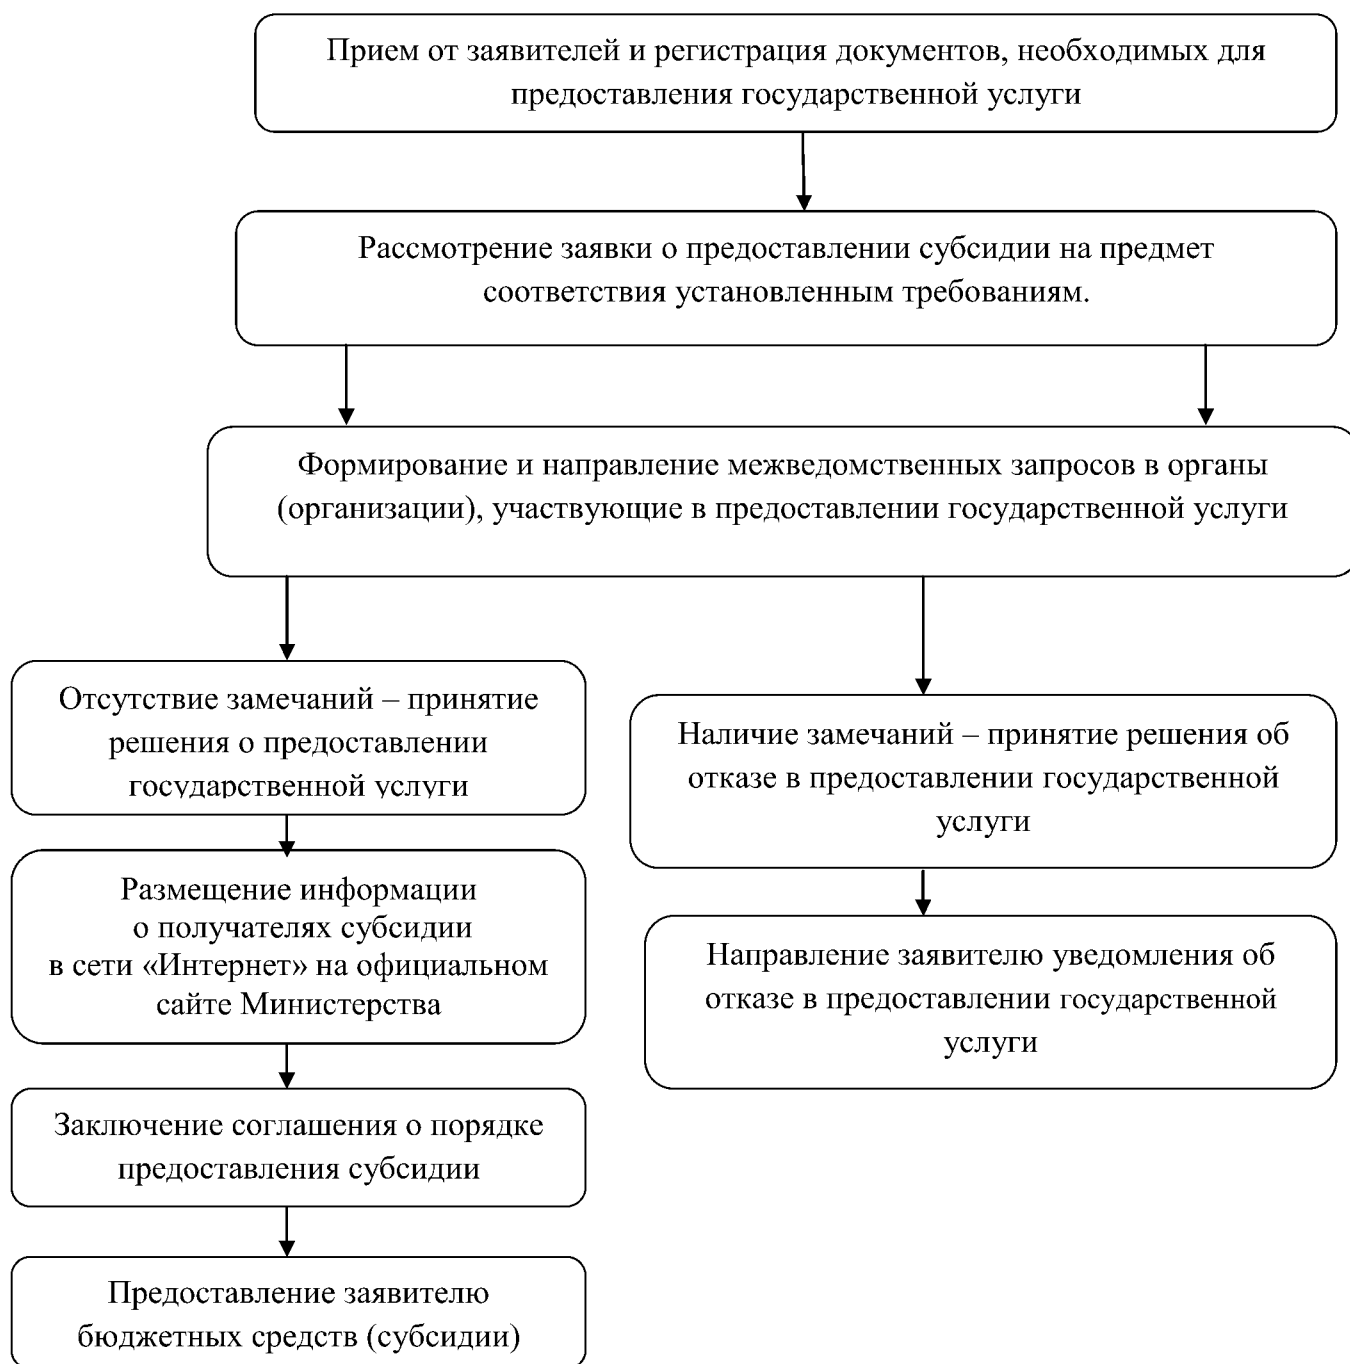 Прием от заявителей и регистрация документов, необходимых для
предоставления государственной услуги
Рассмотрение заявки о предоставлении субсидии на предмет
соответствия установленным требованиям.
Формирование и направление межведомственных запросов в органы
(организации), участвующие в предоставлении государственной услуги
Отсутствие замечаний – принятие
решения о предоставлении
государственной услуги
Наличие замечаний – принятие решения об
отказе в предоставлении государственной
услуги
Размещение информации
о получателях субсидии
в сети «Интернет» на официальном
сайте Министерства
Направление заявителю уведомления об
отказе в предоставлении государственной
услуги
Заключение соглашения о порядке
предоставления субсидии
Предоставление заявителю
бюджетных средств (субсидии)